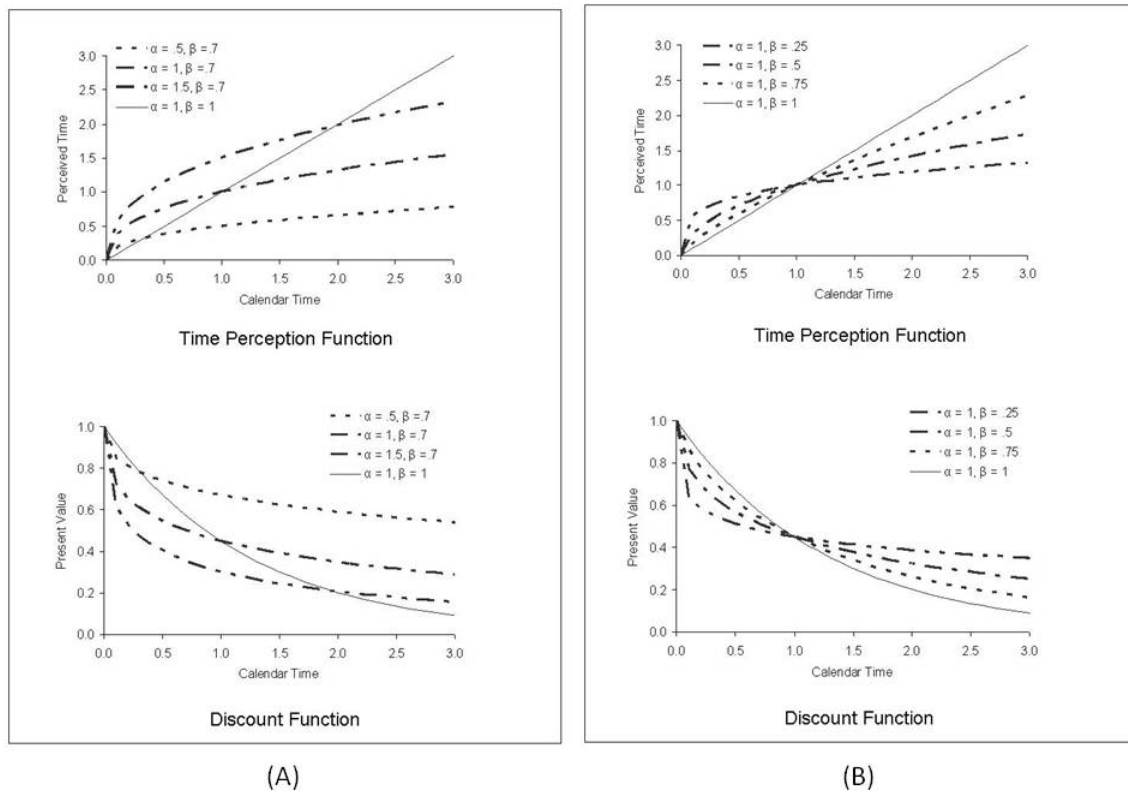 α = .5, β =.7
α = 1, β =.7
α = 1.5, β =.7
α = 1, β = 1
3.0
2.5
2.0
1.5
1.0
0.5
0.0
Perceived Time
0.0 0.5 1.0 1.5 2.0 2.5 3.0
Calendar Time
Time Perception Function
α = .5, β =.7
α = 1, β =.7
α = 1.5, β =.7
α = 1, β = 1
1.0
0.8
0.6
0.4
0.2
0.0
Present Value
0.0 0.5 1.0 1.5 2.0 2.5 3.0
Calendar Time
Discount Function
(A)
α = 1, β = .25
α = 1, β = .5
α = 1, β = .75
α = 1, β = 1
3.0
2.5
2.0
1.5
1.0
0.5
0.0
Perceived Time
0.0 0.5 1.0 1.5 2.0 2.5 3.0
Calendar Time
Time Perception Function
α = 1, β = .25
α = 1, β = .5
α = 1, β = .75
α = 1, β = 1
1.0
0.8
0.6
0.4
0.2
0.0
Present Value
0.0 0.5 1.0 1.5 2.0 2.5 3.0
Calendar Time
Discount Function
(B)